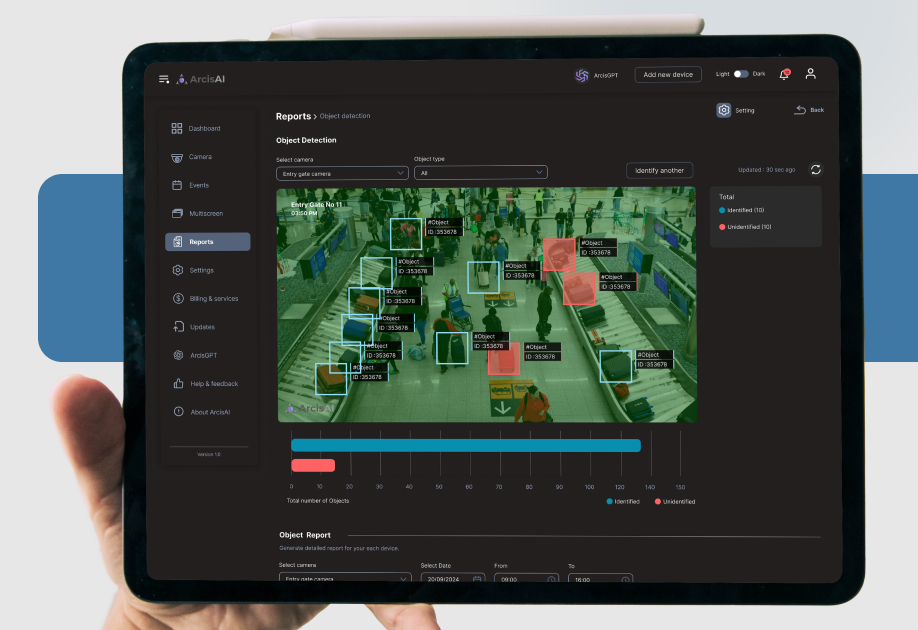 ArcisAI
ArcisGPT
Add new device
Light
Dark
Dashboard
Camera
Events
Multiscreen
Reports
Settings
Billing & services
Updates
ArcisGPT
Help & feedback
About ArcisAI
Version 1.0
Reports > Object detection
Setting
Back
Object Detection
Select camera
Entry gate camera
Object type
All
Identify another
Updated : 30 sec ago
Total
Identified (10)
Unidentified (10)
Entry Gate No 11
03:50 PM
#Object
ID :353678
#Object
ID :353678
#Object
ID :353678
#Object
ID :353678
#Object
ID :353678
#Object
ID :353678
#Object
ID :353678
#Object
ID :353678
#Object
ID :353678
#Object
ID :353678
#Object
ID :353678
#Object
ID :353678
ArcisAI
0 10 20 30 40 50 60 70 80 90 100 120 140 150
Total number of Objects
Identified
Unidentified
Object Report
Generate detailed report for your each device.
Select camera
Entry gate camera
Select Date
20/09/2024
From
09:00
To
16:00